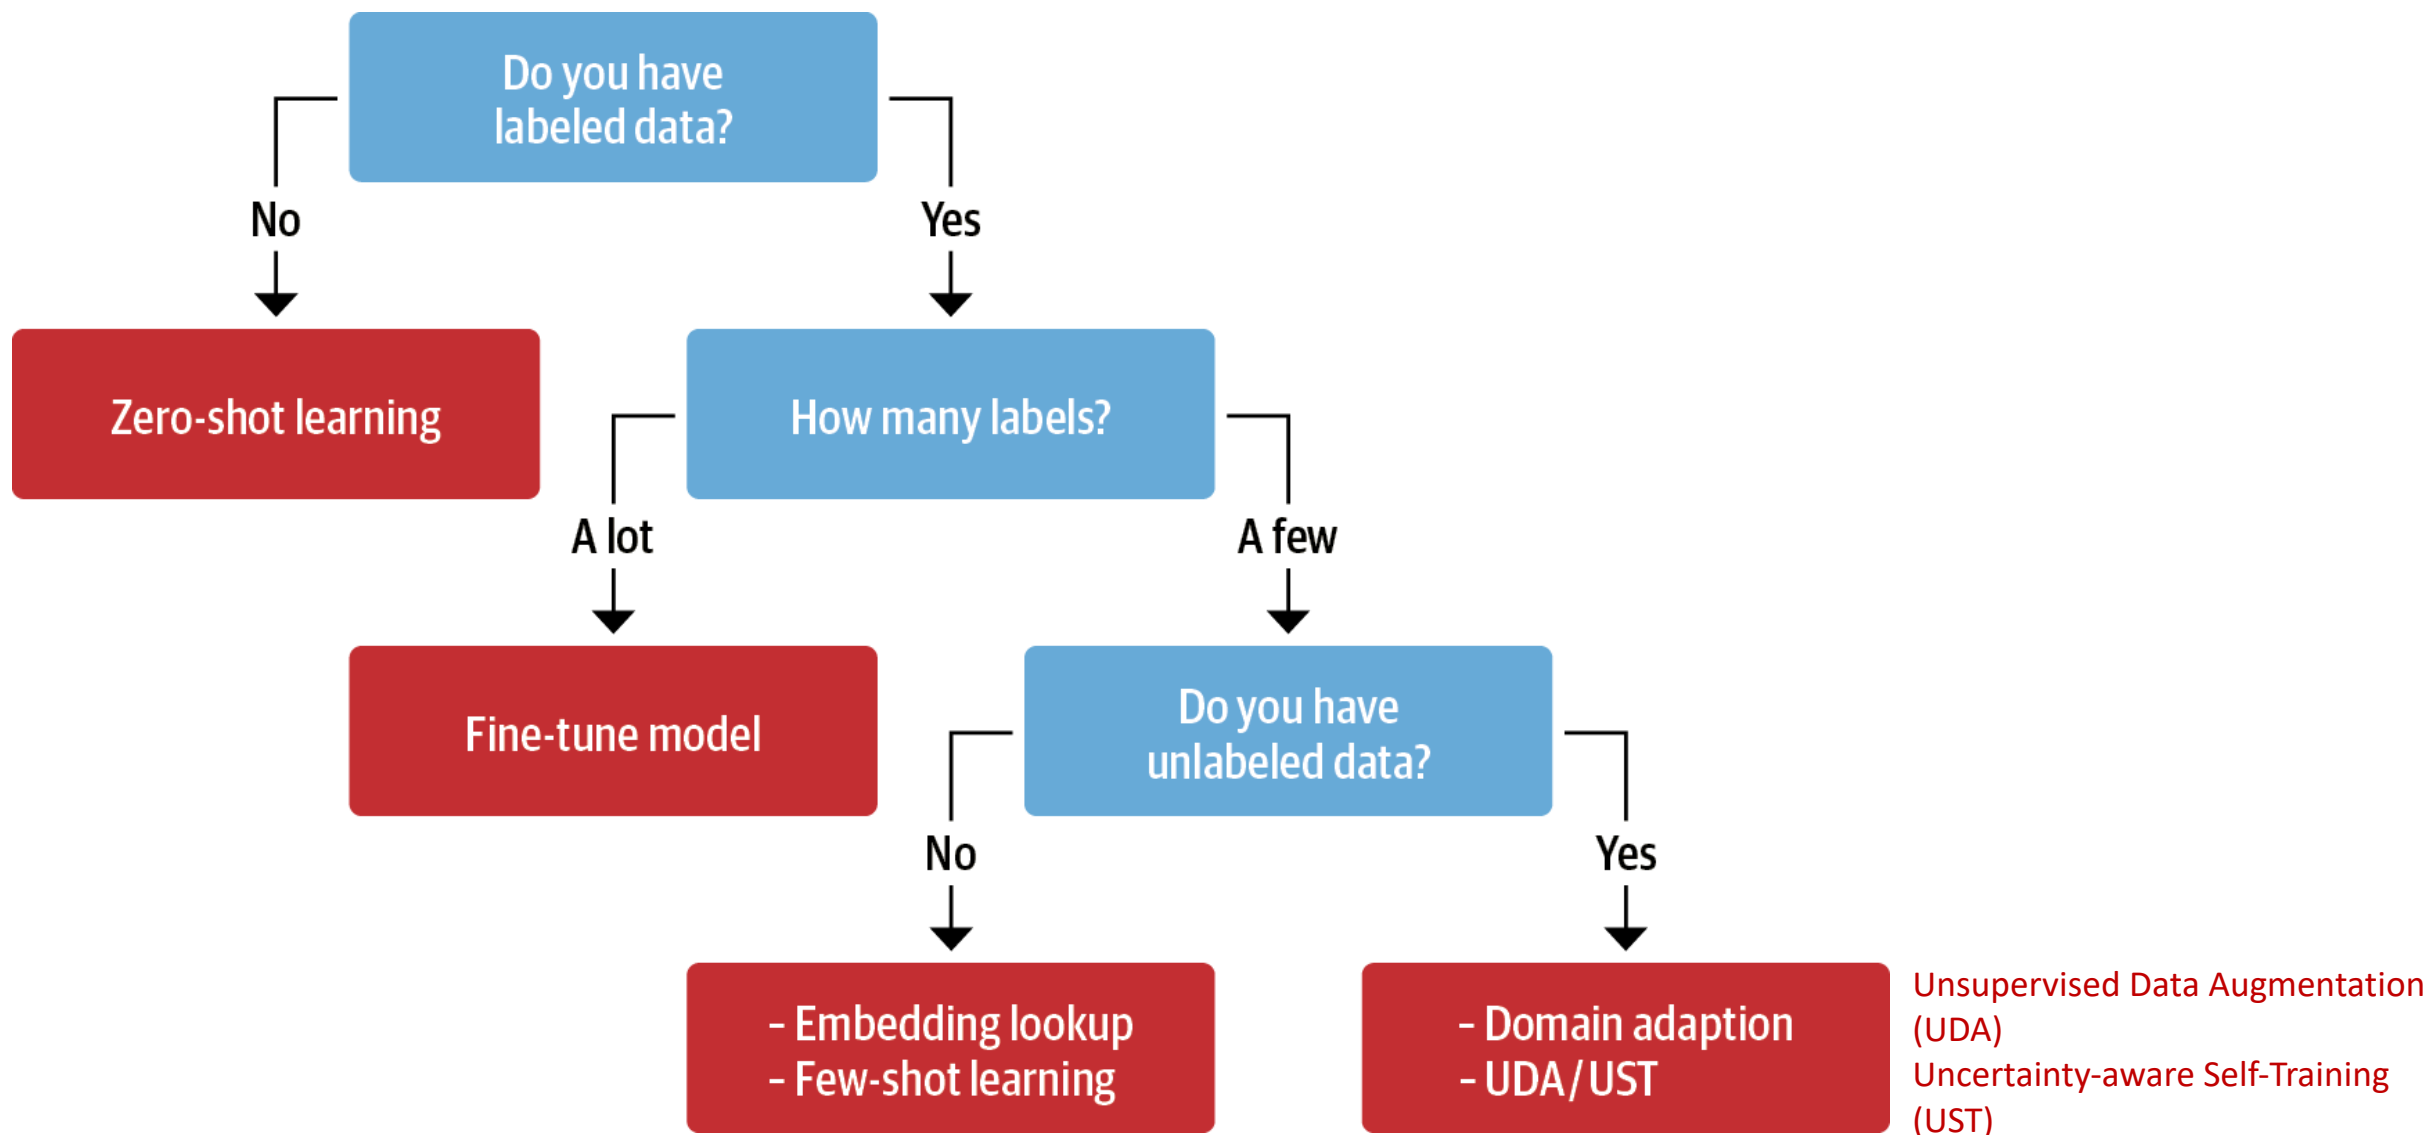 Do you have
labeled data?
No
Yes
Zero-shot learning
How many labels?
A lot
A few
Fine-tune model
Do you have
unlabeled data?
No
Yes
– Embedding lookup
– Few-shot learning
– Domain adaption
– UDA / UST
Unsupervised Data Augmentation
(UDA)
Uncertainty-aware Self-Training
(UST)